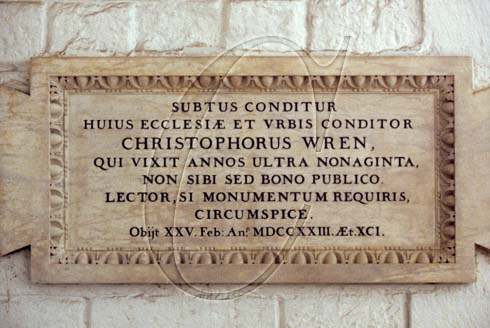 SUBTUS CONDITUR
HUIUS ECCLESIÆ ET VRBIS CONDITOR
CHRISTOPHORUS WREN,
QUI VIXIT ANNOS ULTRA NONAGINTA,
NON SIBI SED BONO PUBLICO.
LECTOR, SI MONUMENTUM REQUIRIS,
CIRCUMSPICE.
Obijt XXV. Feb: Anº. MDCCXXIII. Æt. XCI.